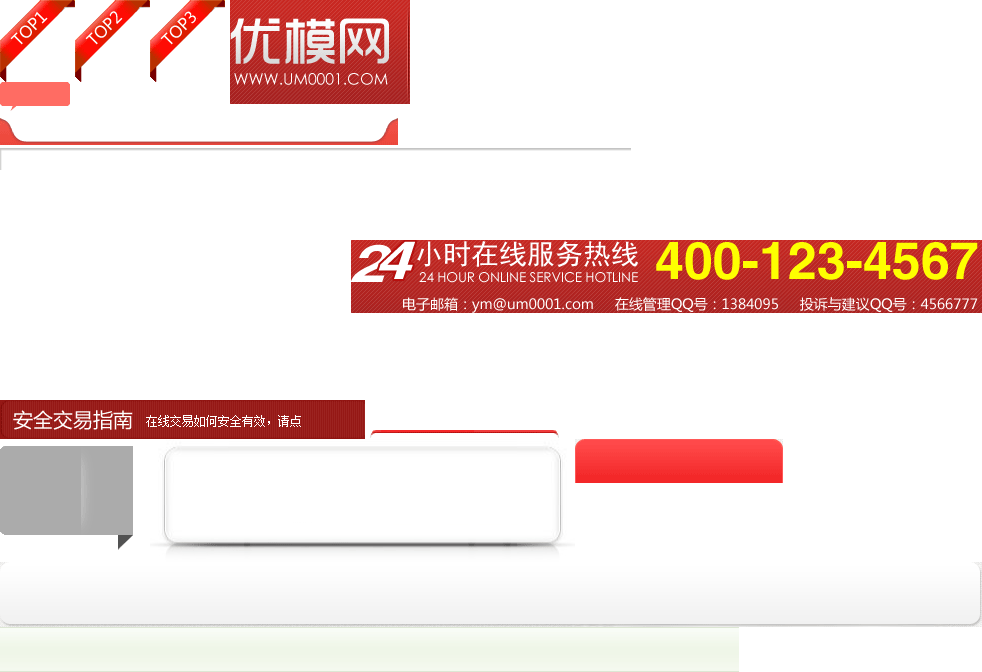 TOP1
TOP2
TOP3
优模网
WWW.UM0001.COM
24小时在线服务热线 400-123-4567
24 HOUR ONLINE SERVICE HOTLINE
电子邮箱：ym@um0001.com 在线管理QQ号：1384095 投诉与建议QQ号：4566777
安全交易指南 在线交易如何安全有效，请点